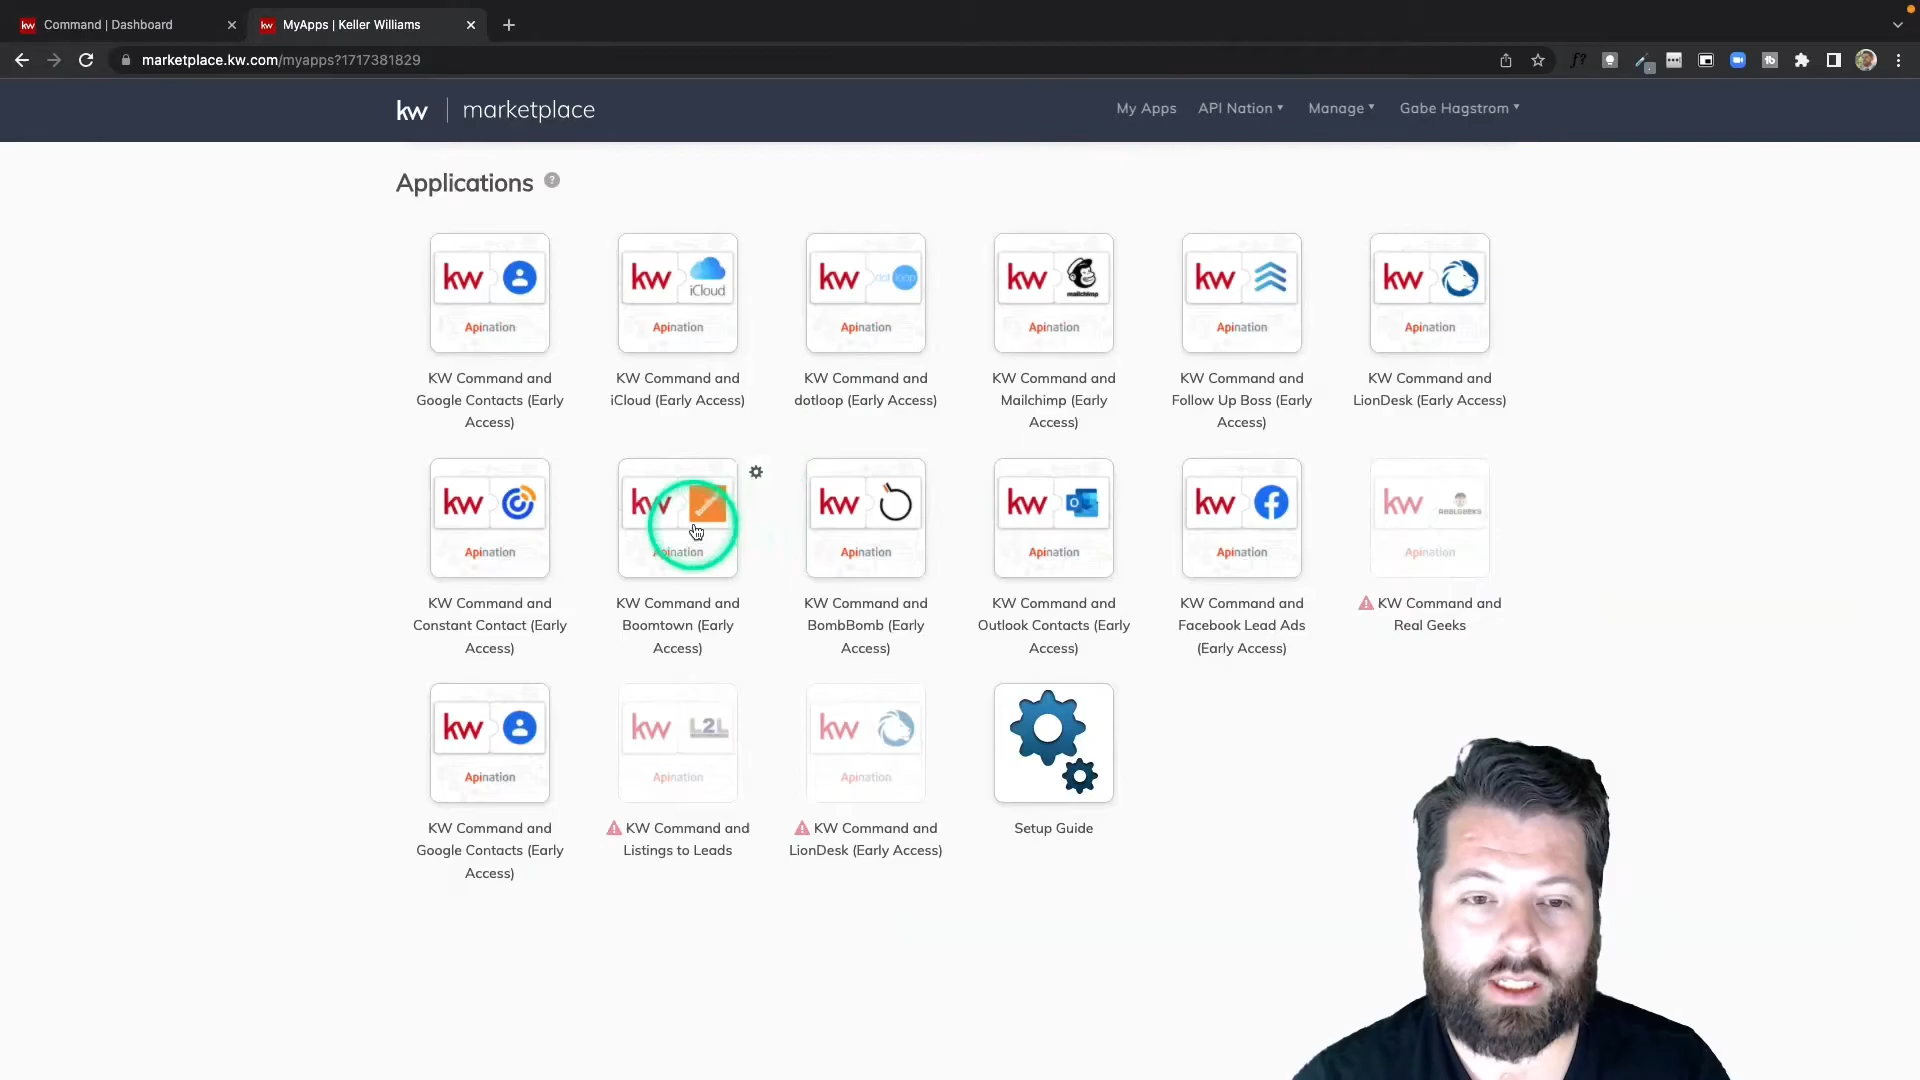 kw Command | Dashboard
kw MyApps | Keller Williams
marketplace.kw.com/myapps?1717381829
f?
kw | marketplace
My Apps
API Nation
Manage
Gabe Hagstrom
Applications ?
kw
kw iCloud
kw dotloop
kw mailchimp
kw
kw
Apination
Apination
Apination
Apination
Apination
Apination
KW Command and
Google Contacts (Early
Access)
KW Command and
iCloud (Early Access)
KW Command and
dotloop (Early Access)
KW Command and
Mailchimp (Early
Access)
KW Command and
Follow Up Boss (Early
Access)
KW Command and
LionDesk (Early Access)
kw
kw
kw
kw
kw
kw REALGEEKS
Apination
Apination
Apination
Apination
Apination
Apination
KW Command and
Constant Contact (Early
Access)
KW Command and
Boomtown (Early
Access)
KW Command and
BombBomb (Early
Access)
KW Command and
Outlook Contacts (Early
Access)
KW Command and
Facebook Lead Ads
(Early Access)
KW Command and
Real Geeks
kw
kw L2L
kw
Apination
Apination
Apination
KW Command and
Google Contacts (Early
Access)
KW Command and
Listings to Leads
KW Command and
LionDesk (Early Access)
Setup Guide